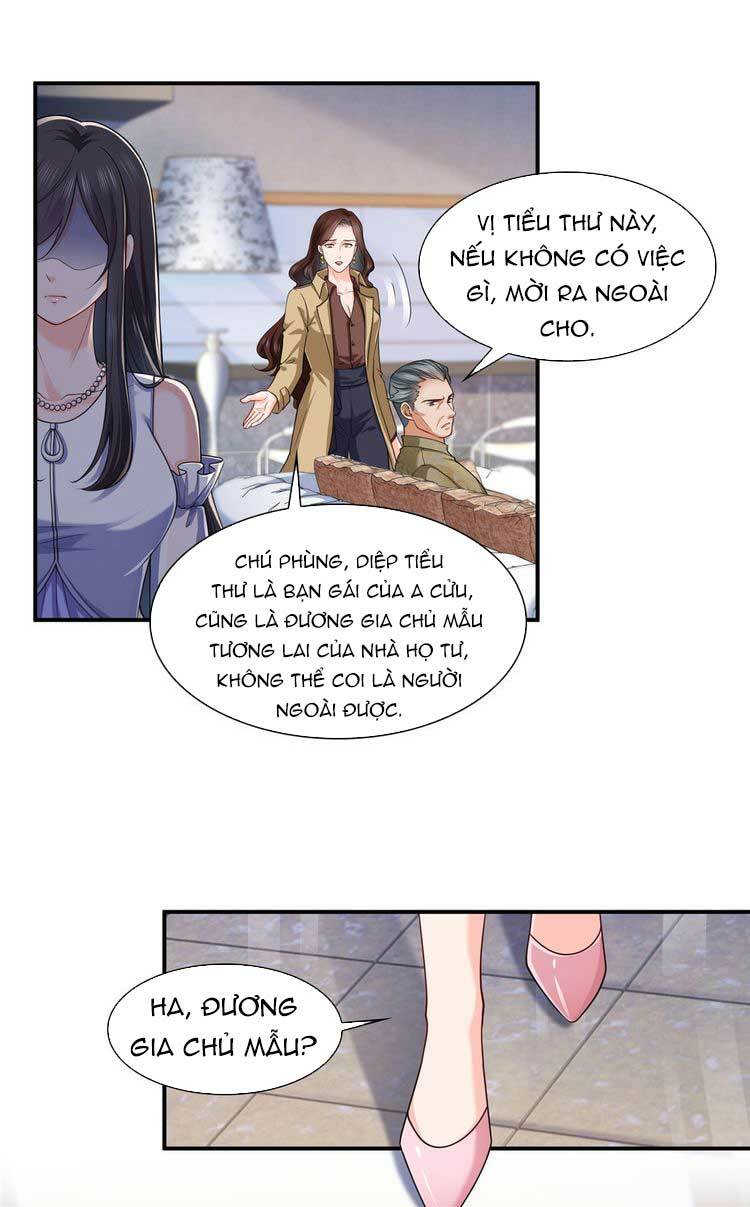 VỊ TIỂU THƯ NÀY,
NẾU KHÔNG CÓ VIỆC
GÌ, MỜI RA NGOÀI
CHO.
CHÚ PHÙNG, DIỆP TIỂU
THƯ LÀ BẠN GÁI CỦA A CỬU,
CŨNG LÀ ĐƯƠNG GIA CHỦ MẪU
TƯƠNG LAI CỦA NHÀ HỌ TƯ,
KHÔNG THỂ COI LÀ NGƯỜI
NGOÀI ĐƯỢC.
HA, ĐƯƠNG
GIA CHỦ MẪU?